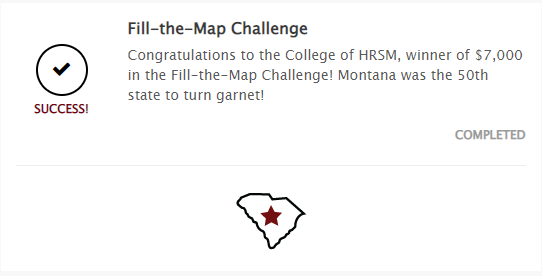 Fill-the-Map Challenge
Congratulations to the College of HRSM, winner of $7,000
in the Fill-the-Map Challenge! Montana was the 50th
state to turn garnet!
SUCCESS!
COMPLETED